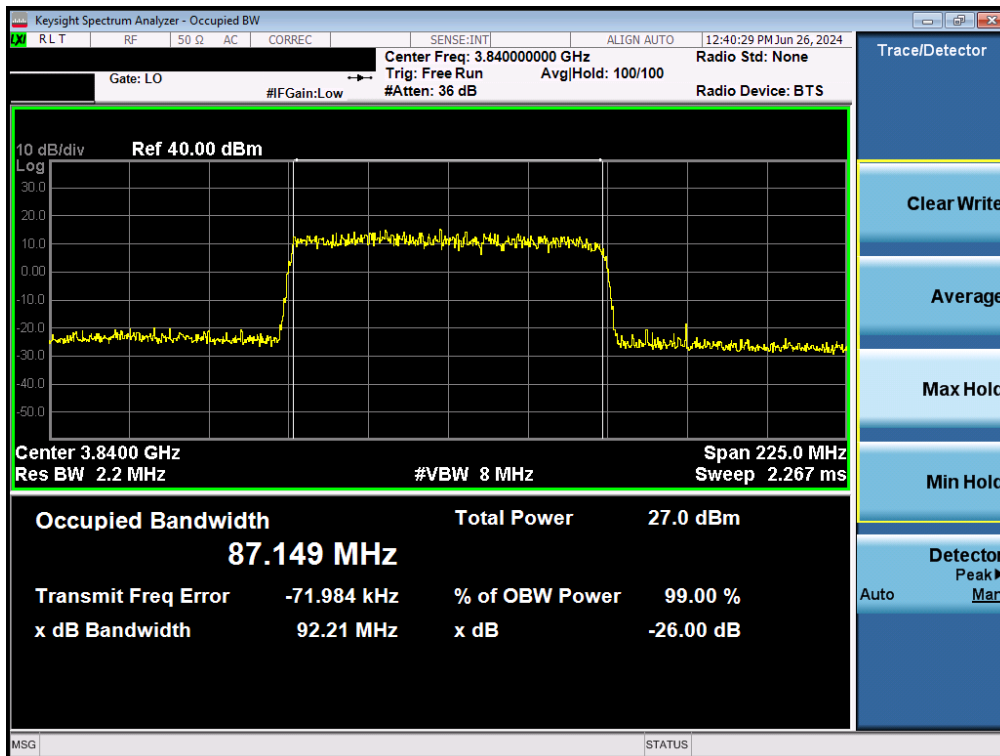 Keysight Spectrum Analyzer - Occupied BW
LXI RLT RF 50 Ω AC CORREC SENSE:INT ALIGN AUTO 12:40:29 PM Jun 26, 2024
Center Freq: 3.840000000 GHz Radio Std: None
Gate: LO Trig: Free Run Avg|Hold: 100/100
#IFGain:Low #Atten: 36 dB Radio Device: BTS
Trace/Detector
10 dB/div Ref 40.00 dBm
Log
30.0
20.0
10.0
0.00
-10.0
-20.0
-30.0
-40.0
-50.0
Center 3.8400 GHz Span 225.0 MHz
Res BW 2.2 MHz #VBW 8 MHz Sweep 2.267 ms
Occupied Bandwidth Total Power 27.0 dBm
87.149 MHz
Transmit Freq Error -71.984 kHz % of OBW Power 99.00 %
x dB Bandwidth 92.21 MHz x dB -26.00 dB
Clear Write
Average
Max Hold
Min Hold
Detector
Peak
Auto Man
MSG STATUS